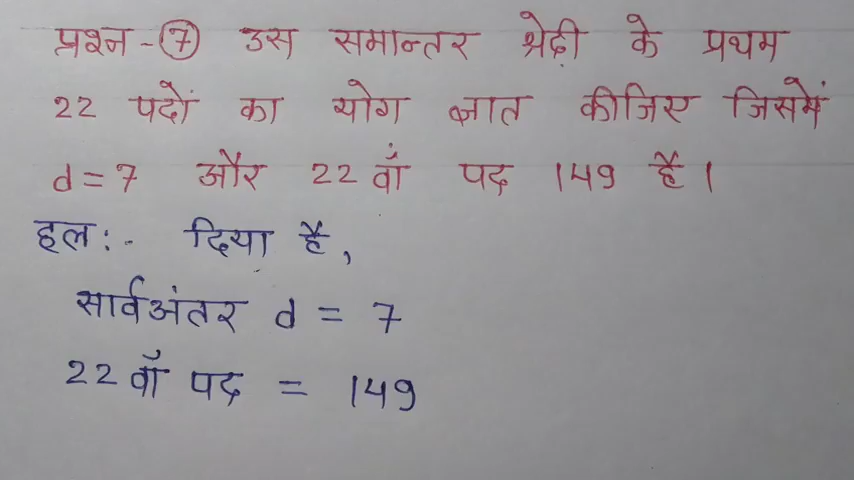 प्रश्न - ⑦ उस समान्तर श्रेढ़ी के प्रथम
22 पदों का योग ज्ञात कीजिए जिसमें
d = 7 और 22 वाँ पद 149 है।
हल :- दिया है,
सार्वअंतर d = 7
22 वाँ पद = 149